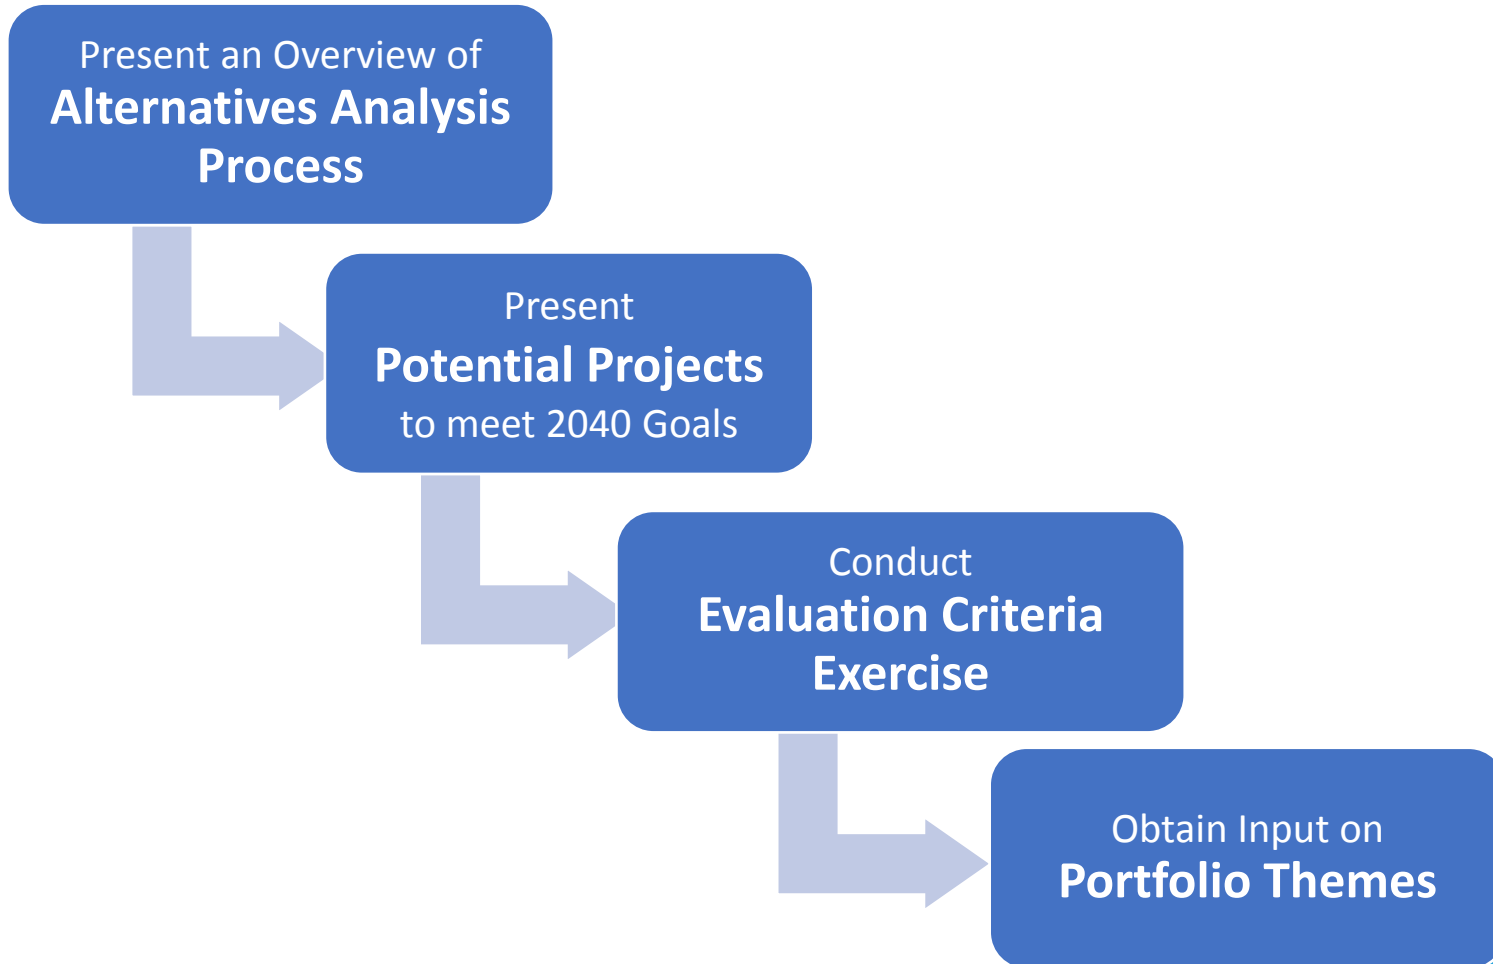 Present an Overview of
Alternatives Analysis
Process
Present
Potential Projects
to meet 2040 Goals
Conduct
Evaluation Criteria
Exercise
Obtain Input on
Portfolio Themes